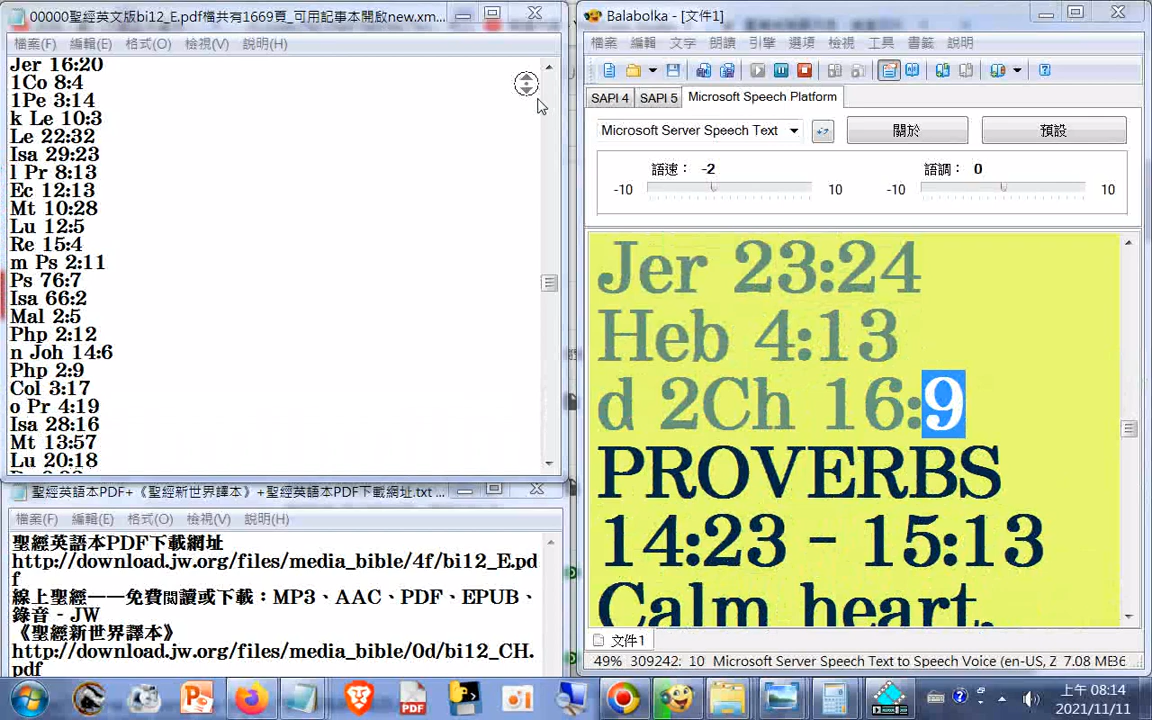 00000聖經英文版bi12_E.pdf檔共有1669頁_可用記事本開啟new.xm...
檔案(F) 編輯(E) 格式(O) 檢視(V) 說明(H)
Jer 16:20
1Co 8:4
1Pe 3:14
k Le 10:3
Le 22:32
Isa 29:23
l Pr 8:13
Ec 12:13
Mt 10:28
Lu 12:5
Re 15:4
m Ps 2:11
Ps 76:7
Isa 66:2
Mal 2:5
Php 2:12
n Joh 14:6
Php 2:9
Col 3:17
o Pr 4:19
Isa 28:16
Mt 13:57
Lu 20:18
聖經英語本PDF+《聖經新世界譯本》+聖經英語本PDF下載網址.txt ...
檔案(F) 編輯(E) 格式(O) 檢視(V) 說明(H)
聖經英語本PDF下載網址
http://download.jw.org/files/media_bible/4f/bi12_E.pd
f
線上聖經——免費閱讀或下載：MP3、AAC、PDF、EPUB、
錄音 - JW
《聖經新世界譯本》
http://download.jw.org/files/media_bible/0d/bi12_CH.
pdf
Balabolka - [文件1]
檔案 編輯 文字 朗讀 引擎 選項 檢視 工具 書籤 說明
SAPI 4 SAPI 5 Microsoft Speech Platform
Microsoft Server Speech Text 關於 預設
語速： -2 語調： 0
-10 10 -10 10
Jer 23:24
Heb 4:13
d 2Ch 16:9
PROVERBS
14:23 - 15:13
Calm heart,
文件1
49% 309242: 10 Microsoft Server Speech Text to Speech Voice (en-US, Z 7.08 MB
PDF
上午 08:14
2021/11/11